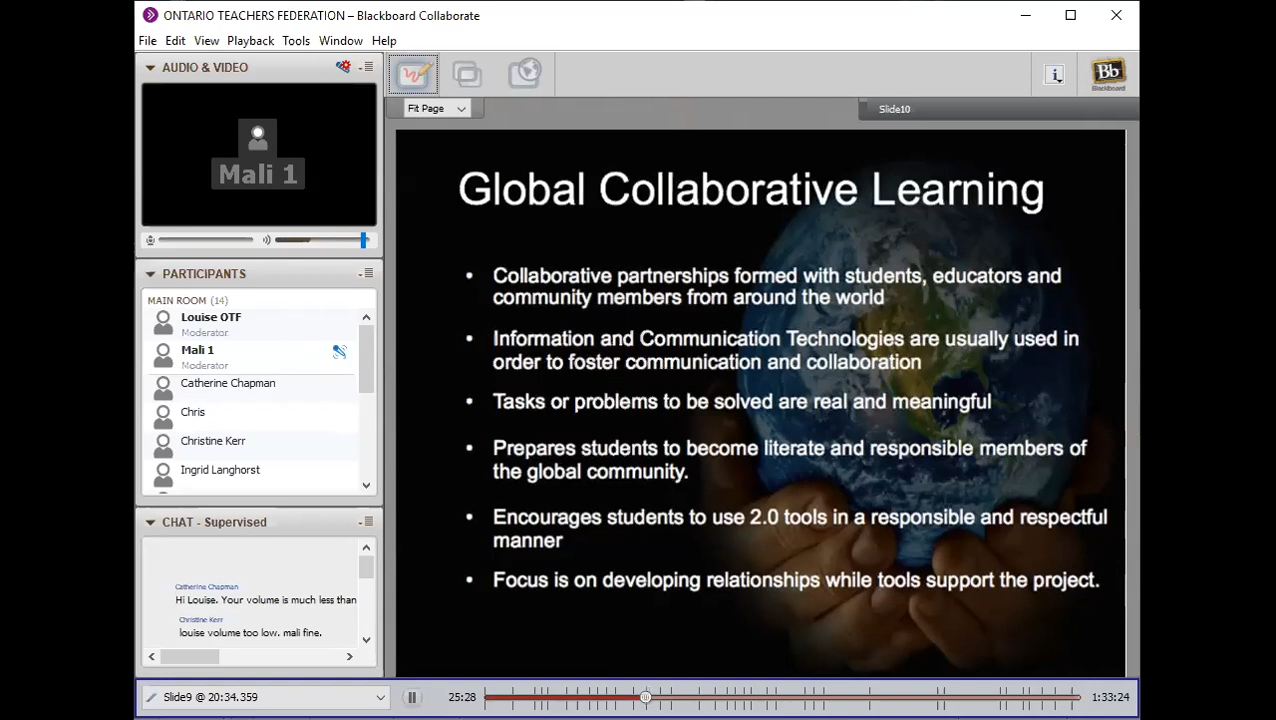 ONTARIO TEACHERS FEDERATION – Blackboard Collaborate
File Edit View Playback Tools Window Help
AUDIO & VIDEO
Mali 1
PARTICIPANTS
MAIN ROOM (14)
Louise OTF
Moderator
Mali 1
Moderator
Catherine Chapman
Chris
Christine Kerr
Ingrid Langhorst
CHAT - Supervised
Catherine Chapman
Hi Louise. Your volume is much less than
Christine Kerr
louise volume too low. mali fine.
Bb
Blackboard
Fit Page
Slide10
Global Collaborative Learning
• Collaborative partnerships formed with students, educators and
community members from around the world
• Information and Communication Technologies are usually used in
order to foster communication and collaboration
• Tasks or problems to be solved are real and meaningful
• Prepares students to become literate and responsible members of
the global community.
• Encourages students to use 2.0 tools in a responsible and respectful
manner
• Focus is on developing relationships while tools support the project.
Slide9 @ 20:34.359
25:28
1:33:24